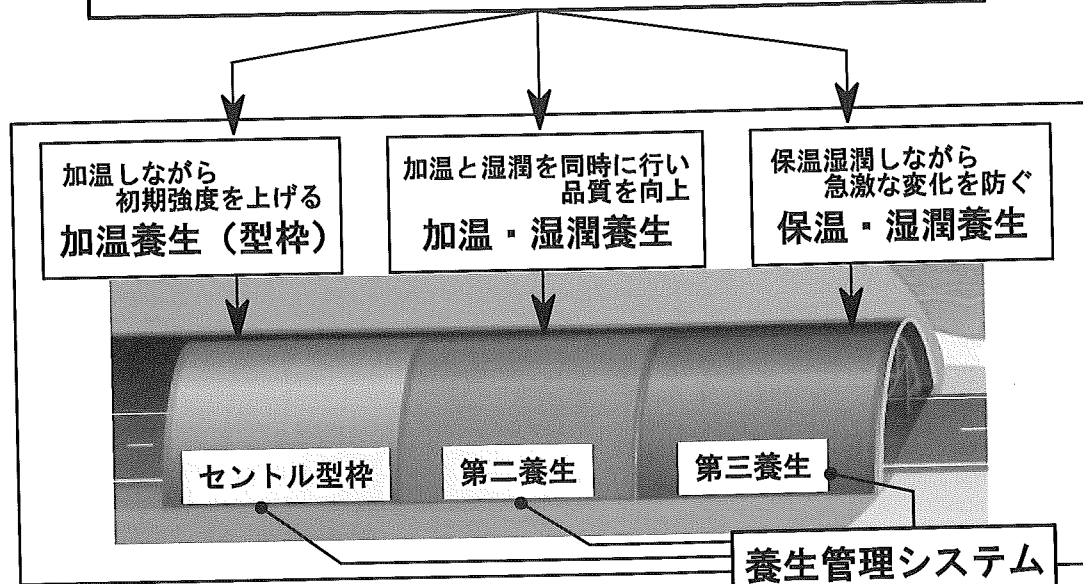 加温しながら
初期強度を上げる
加温養生（型枠）
加温と湿潤を同時に行い
品質を向上
加温・湿潤養生
保温湿潤しながら
急激な変化を防ぐ
保温・湿潤養生
セントル型枠
第二養生
第三養生
養生管理システム